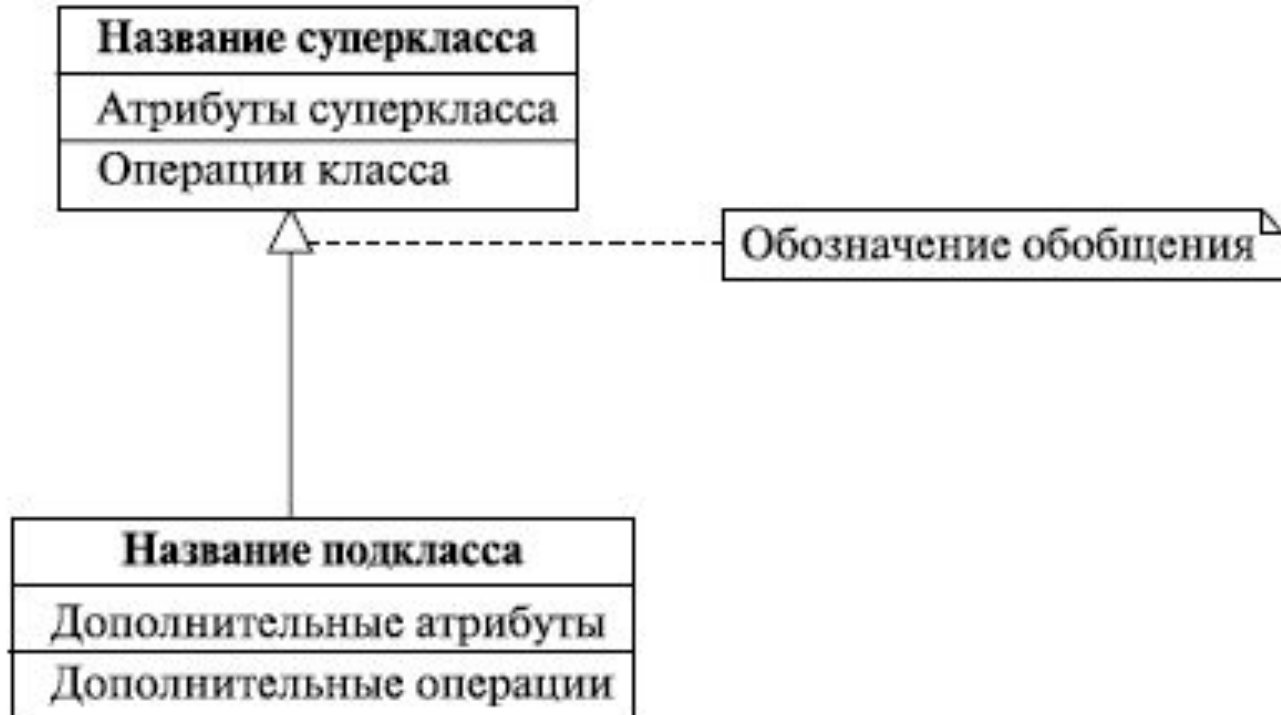 Название суперкласса
Атрибуты суперкласса
Операции класса
Обозначение обобщения
Название подкласса
Дополнительные атрибуты
Дополнительные операции